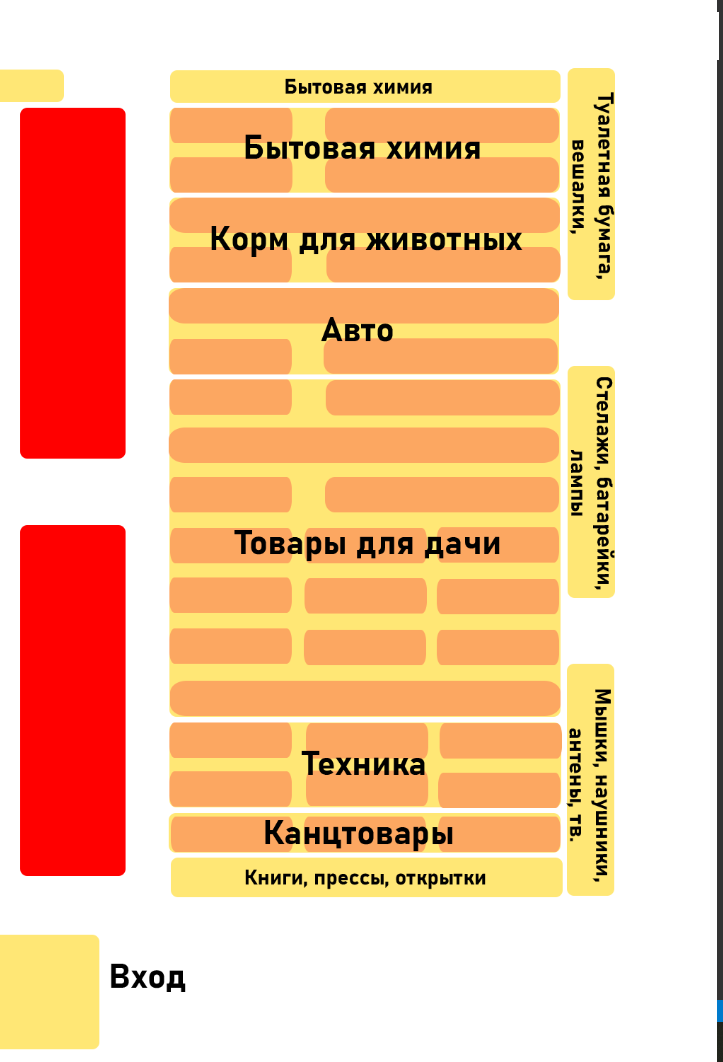 Бытовая химия
Бытовая химия
Туалетная бумага,
вешалки,
Корм для животных
Авто
Стелажи, батарейки,
лампы
Товары для дачи
Мышки, наушники,
антены, тв.
Техника
Канцтовары
Книги, прессы, открытки
Вход